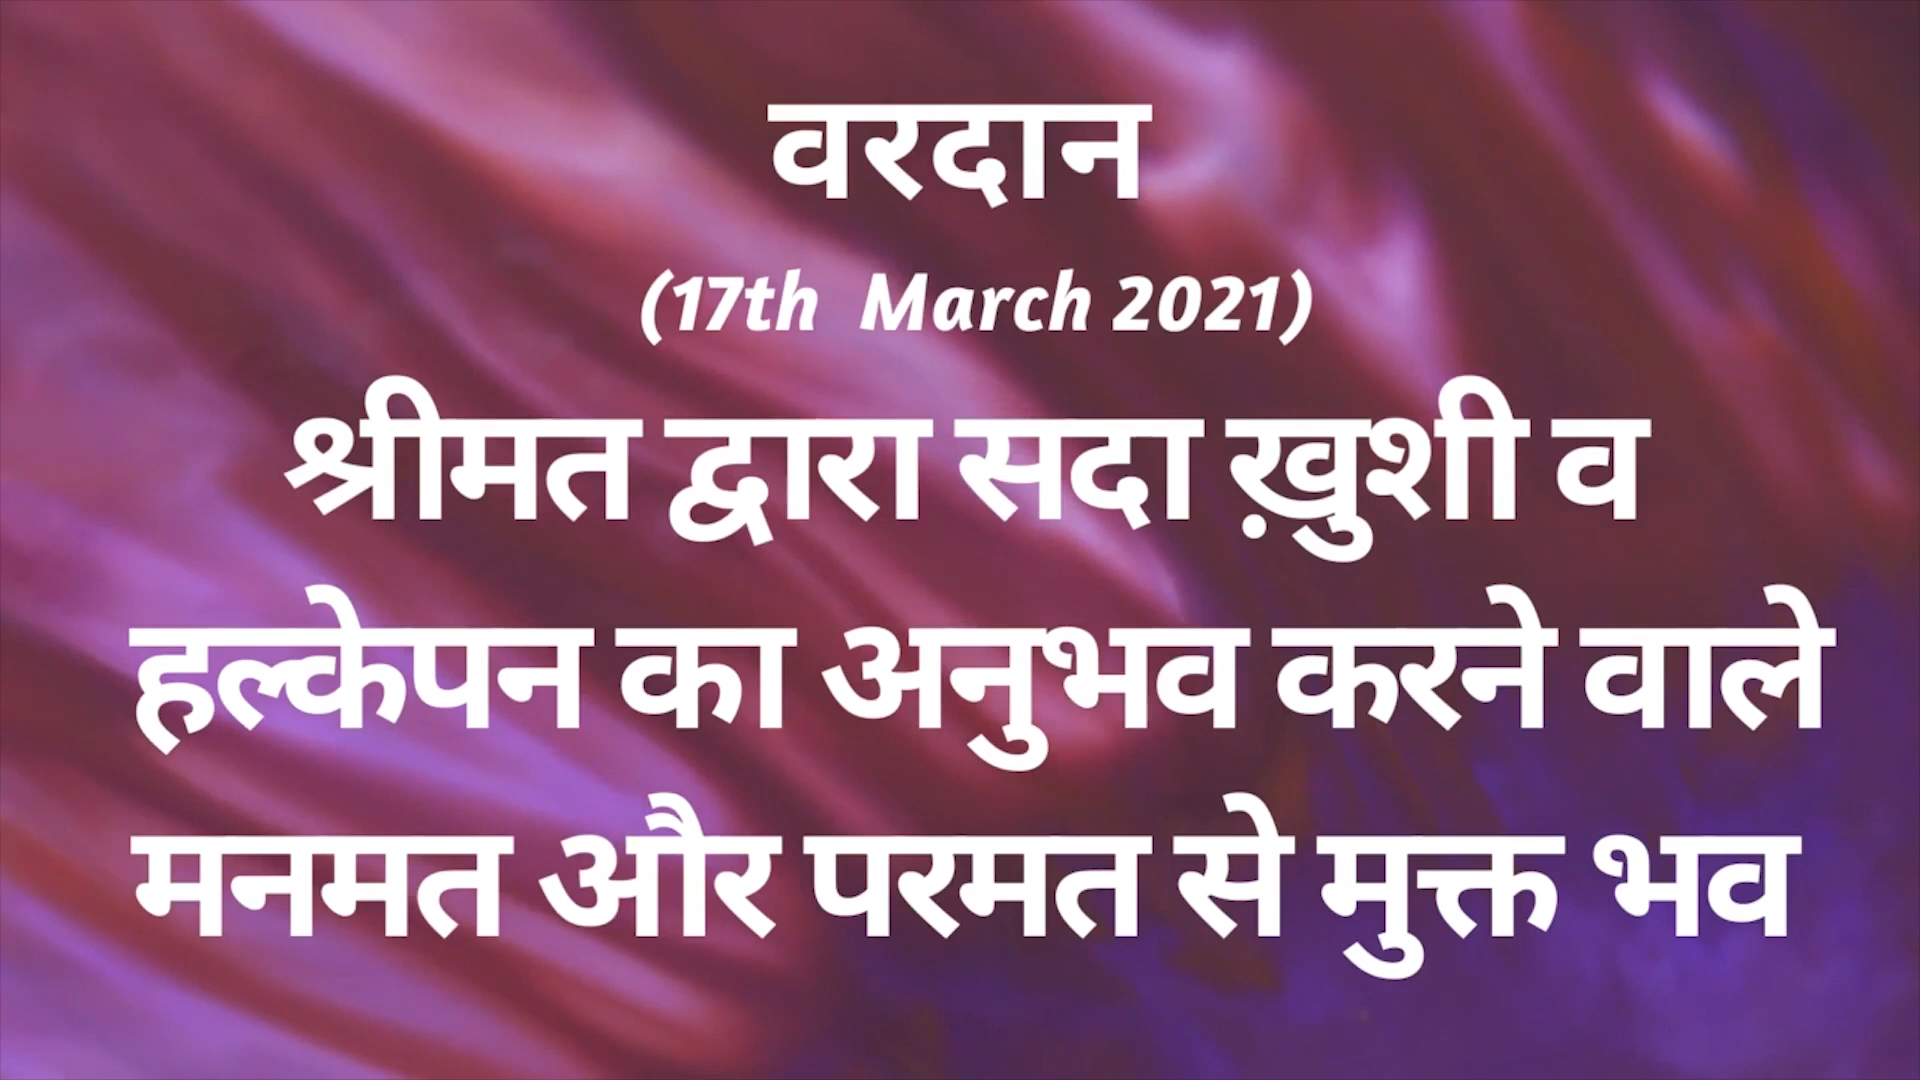 वरदान
(17th March 2021)
श्रीमत द्वारा सदा ख़ुशी व
हल्केपन का अनुभव करने वाले
मनमत और परमत से मुक्त भव